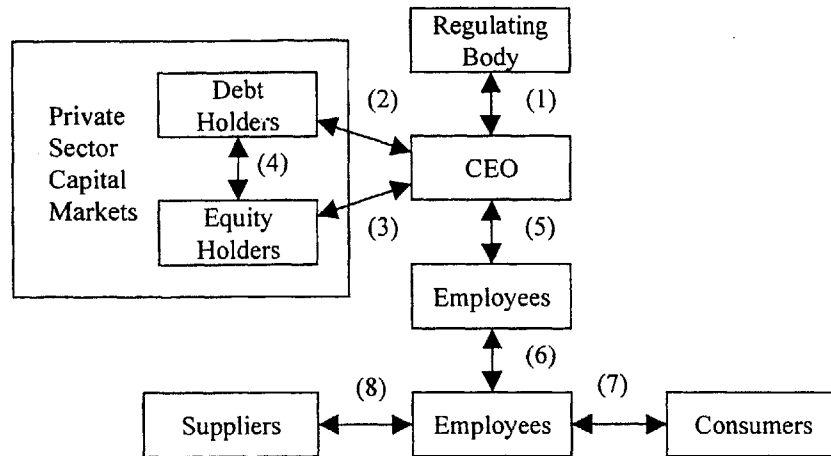 Regulating
Body
(1)
Debt
Holders
(2)
Private
Sector
Capital
Markets
(4)
CEO
Equity
Holders
(3)
(5)
Employees
(6)
(8)
(7)
Suppliers
Employees
Consumers